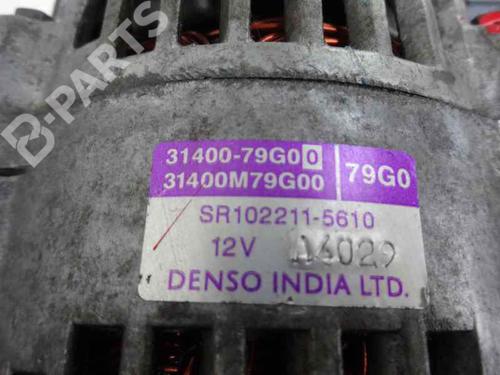 B-PARTS
31400-79G00
31400M79G00
79G0
SR102211-5610
12V
DENSO INDIA LTD.